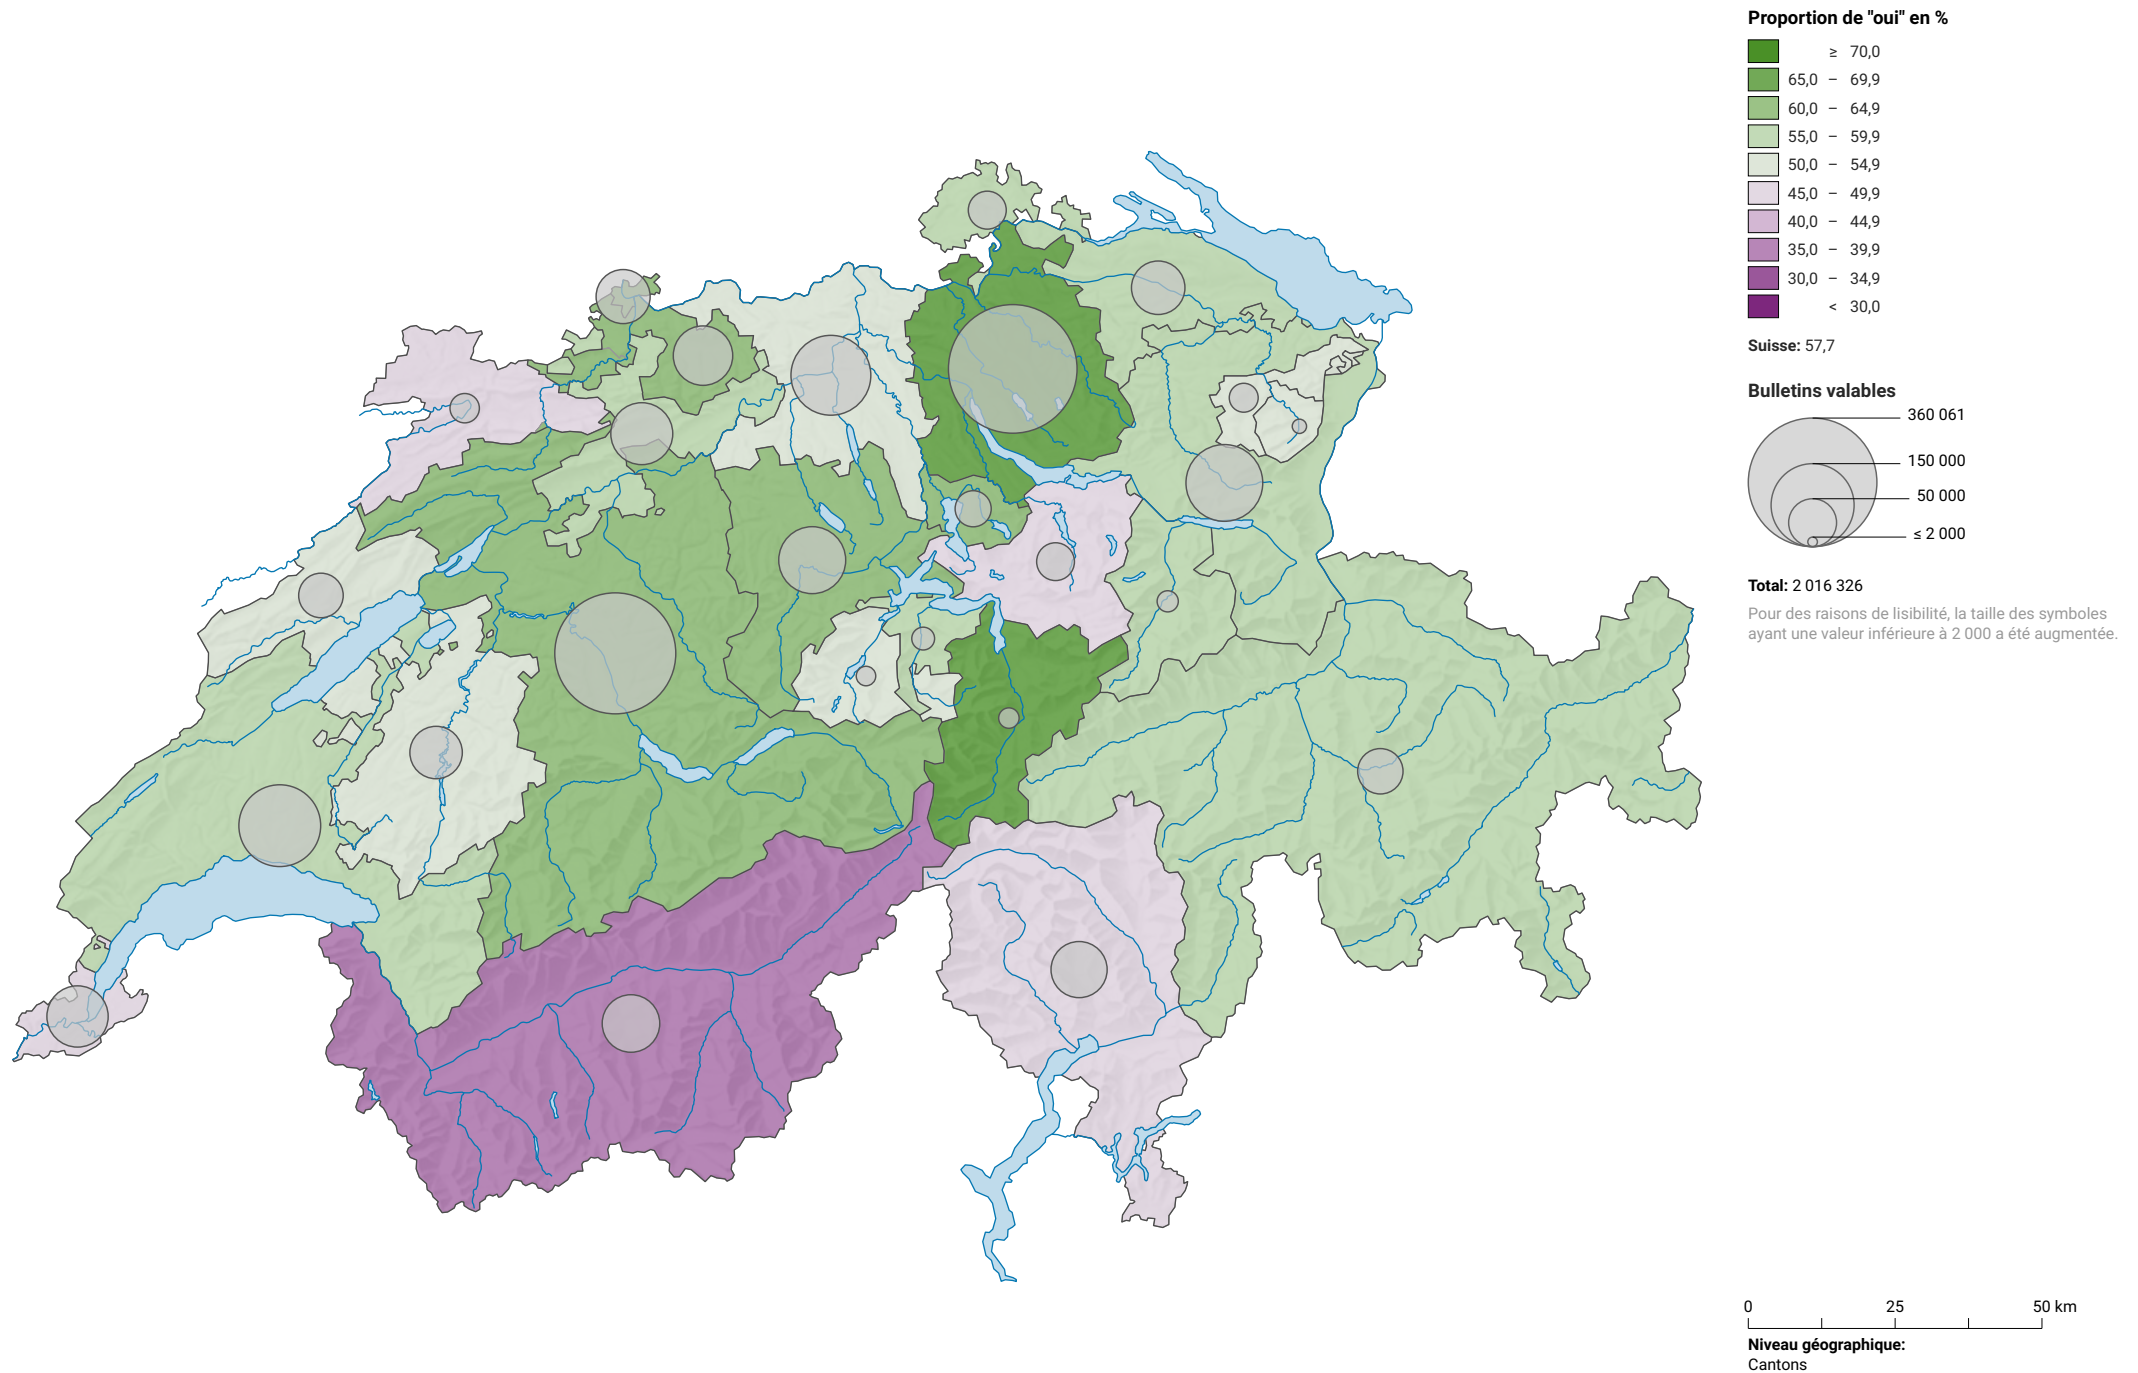 Proportion de "oui" en %
≥ 70,0
65,0 – 69,9
60,0 – 64,9
55,0 – 59,9
50,0 – 54,9
45,0 – 49,9
40,0 – 44,9
35,0 – 39,9
30,0 – 34,9
< 30,0
Suisse: 57,7
Bulletins valables
360 061
150 000
50 000
≤ 2 000
Total: 2 016 326
Pour des raisons de lisibilité, la taille des symboles
ayant une valeur inférieure à 2 000 a été augmentée.
0 25 50 km
Niveau géographique:
Cantons